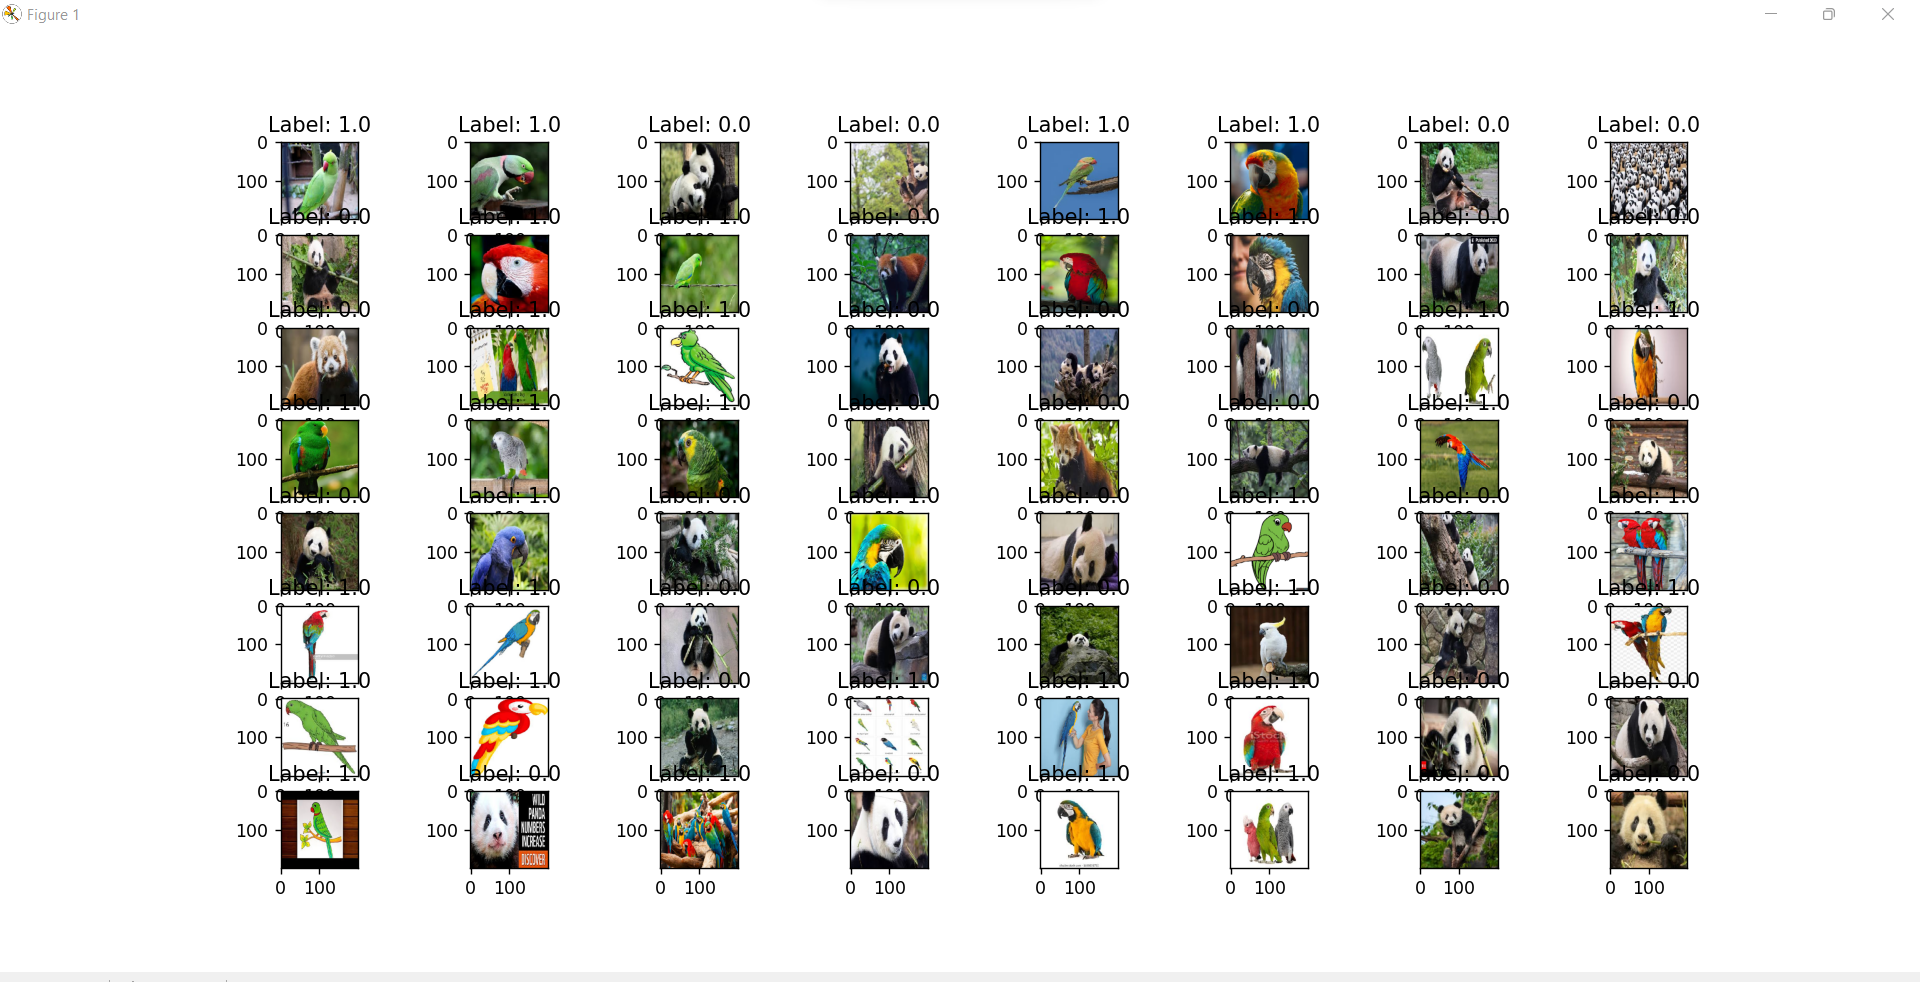 Figure 1
Label: 1.0 Label: 1.0 Label: 0.0 Label: 0.0 Label: 1.0 Label: 1.0 Label: 0.0 Label: 0.0
0 0 0 0 0 0 0 0
100 100 100 100 100 100 100 100
Label: 0.0 Label: 1.0 Label: 1.0 Label: 0.0 Label: 1.0 Label: 1.0 Label: 0.0 Label: 0.0
0 0 0 0 0 0 0 0
100 100 100 100 100 100 100 100
Label: 0.0 Label: 1.0 Label: 1.0 Label: 0.0 Label: 0.0 Label: 0.0 Label: 1.0 Label: 1.0
0 0 0 0 0 0 0 0
100 100 100 100 100 100 100 100
Label: 1.0 Label: 1.0 Label: 1.0 Label: 0.0 Label: 0.0 Label: 0.0 Label: 1.0 Label: 0.0
0 0 0 0 0 0 0 0
100 100 100 100 100 100 100 100
Label: 0.0 Label: 1.0 Label: 0.0 Label: 1.0 Label: 0.0 Label: 1.0 Label: 0.0 Label: 1.0
0 0 0 0 0 0 0 0
100 100 100 100 100 100 100 100
Label: 1.0 Label: 1.0 Label: 0.0 Label: 0.0 Label: 0.0 Label: 1.0 Label: 0.0 Label: 1.0
0 0 0 0 0 0 0 0
100 100 100 100 100 100 100 100
Label: 1.0 Label: 1.0 Label: 0.0 Label: 1.0 Label: 1.0 Label: 1.0 Label: 0.0 Label: 0.0
0 0 0 0 0 0 0 0
100 100 100 100 100 100 100 100
iStock
Label: 1.0 Label: 0.0 Label: 1.0 Label: 0.0 Label: 1.0 Label: 1.0 Label: 0.0 Label: 0.0
0 0 0 0 0 0 0 0
100 100 100 100 100 100 100 100
WILD
PANDA
NUMBERS
INCREASE
DISCOVER
0 100 0 100 0 100 0 100 0 100 0 100 0 100 0 100